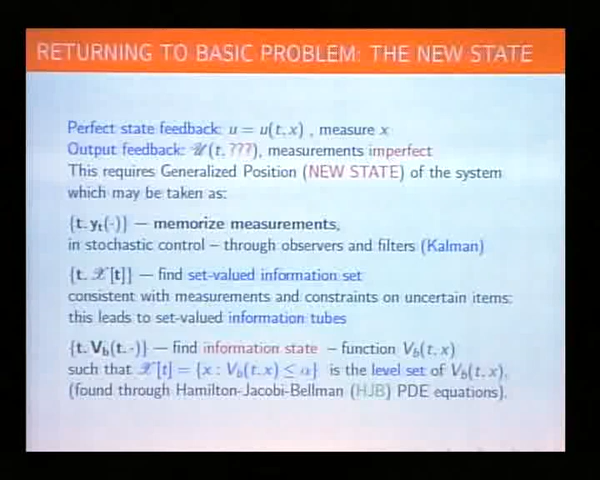 RETURNING TO BASIC PROBLEM: THE NEW STATE
Perfect state feedback: u = u(t,x) , measure x
Output feedback: 𝒰(t, ???), measurements imperfect
This requires Generalized Position (NEW STATE) of the system
which may be taken as:
{t, y_t(·)} — memorize measurements,
in stochastic control – through observers and filters (Kalman)
{t, 𝒳[t]} — find set-valued information set
consistent with measurements and constraints on uncertain items:
this leads to set-valued information tubes
{t, V_b(t, ·)} — find information state – function V_b(t, x)
such that 𝒳[t] = {x : V_b(t, x) ≤ α} is the level set of V_b(t, x),
(found through Hamilton-Jacobi-Bellman (HJB) PDE equations).